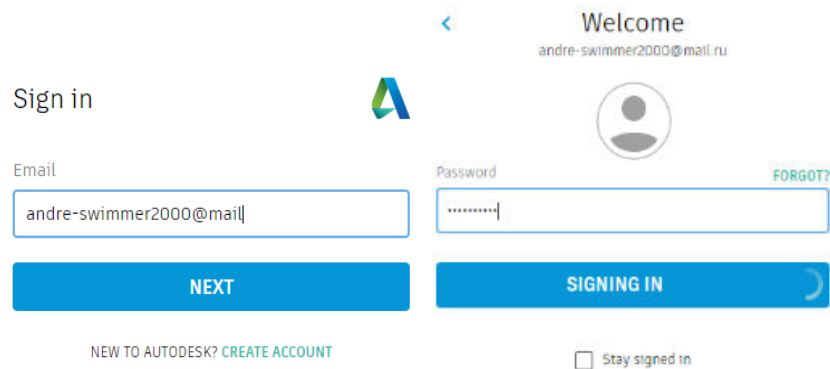 Sign in
Email
andre-swimmer2000@mail
NEXT
NEW TO AUTODESK? CREATE ACCOUNT
Welcome
andre-swimmer2000@mail.ru
Password
FORGOT?
••••••••••
SIGNING IN
Stay signed in